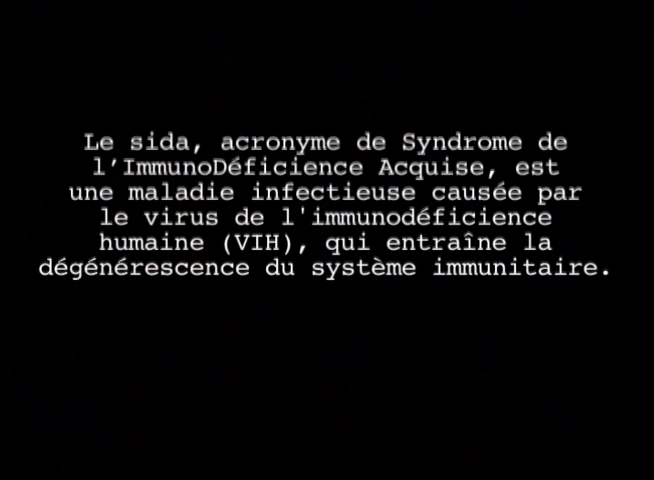 Le sida, acronyme de Syndrome de
l’ImmunoDéficience Acquise, est
une maladie infectieuse causée par
le virus de l'immunodéficience
humaine (VIH), qui entraîne la
dégénérescence du système immunitaire.